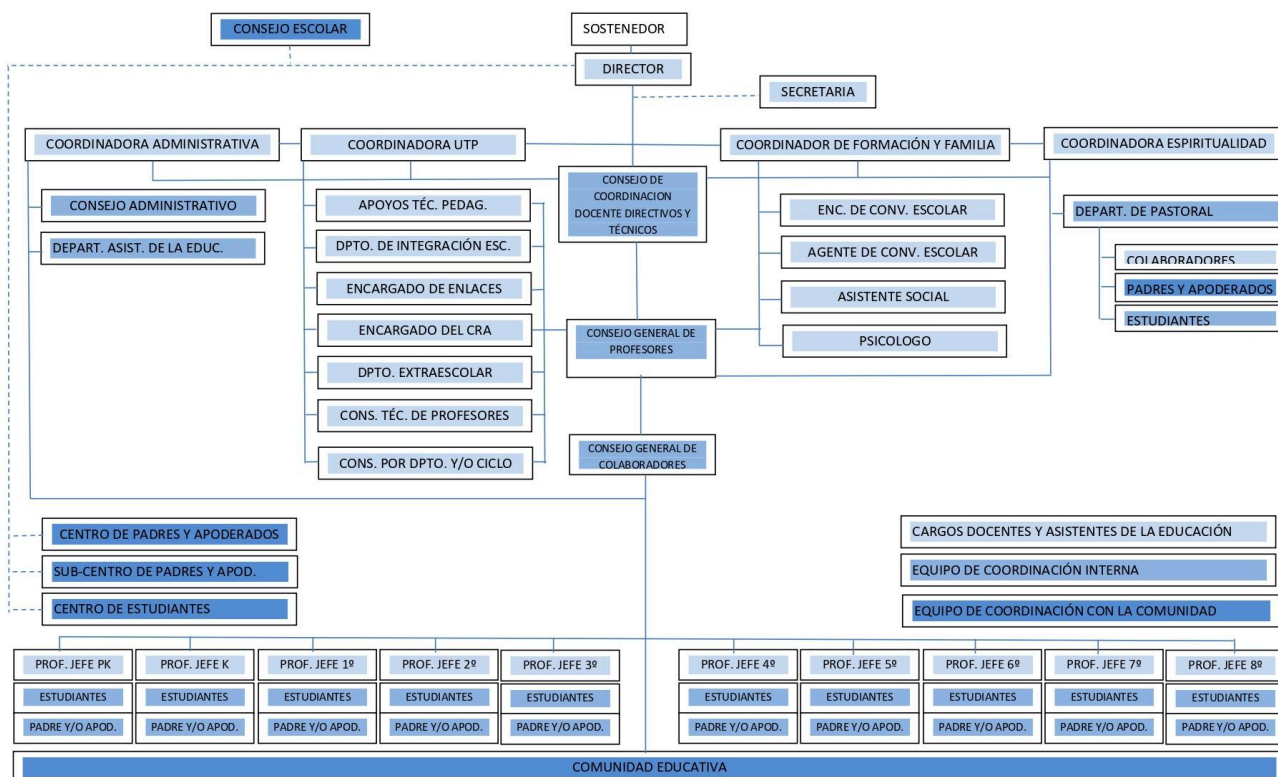 CONSEJO ESCOLAR
SOSTENEDOR
DIRECTOR
SECRETARIA
COORDINADORA ADMINISTRATIVA
COORDINADORA UTP
COORDINADOR DE FORMACIÓN Y FAMILIA
COORDINADORA ESPIRITUALIDAD
CONSEJO ADMINISTRATIVO
DEPART. ASIST. DE LA EDUC.
APOYOS TÉC. PEDAG.
DPTO. DE INTEGRACIÓN ESC.
ENCARGADO DE ENLACES
ENCARGADO DEL CRA
DPTO. EXTRAESCOLAR
CONS. TÉC. DE PROFESORES
CONS. POR DPTO. Y/O CICLO
CONSEJO DE
COORDINACION
DOCENTE DIRECTIVOS Y
TÉCNICOS
CONSEJO GENERAL DE
PROFESORES
CONSEJO GENERAL DE
COLABORADORES
ENC. DE CONV. ESCOLAR
AGENTE DE CONV. ESCOLAR
ASISTENTE SOCIAL
PSICOLOGO
DEPART. DE PASTORAL
COLABORADORES
PADRES Y APODERADOS
ESTUDIANTES
CENTRO DE PADRES Y APODERADOS
SUB-CENTRO DE PADRES Y APOD.
CENTRO DE ESTUDIANTES
CARGOS DOCENTES Y ASISTENTES DE LA EDUCACIÓN
EQUIPO DE COORDINACIÓN INTERNA
EQUIPO DE COORDINACIÓN CON LA COMUNIDAD
PROF. JEFE PK
ESTUDIANTES
PADRE Y/O APOD.
PROF. JEFE K
ESTUDIANTES
PADRE Y/O APOD.
PROF. JEFE 1º
ESTUDIANTES
PADRE Y/O APOD.
PROF. JEFE 2º
ESTUDIANTES
PADRE Y/O APOD.
PROF. JEFE 3º
ESTUDIANTES
PADRE Y/O APOD.
PROF. JEFE 4º
ESTUDIANTES
PADRE Y/O APOD.
PROF. JEFE 5º
ESTUDIANTES
PADRE Y/O APOD.
PROF. JEFE 6º
ESTUDIANTES
PADRE Y/O APOD.
PROF. JEFE 7º
ESTUDIANTES
PADRE Y/O APOD.
PROF. JEFE 8º
ESTUDIANTES
PADRE Y/O APOD.
COMUNIDAD EDUCATIVA